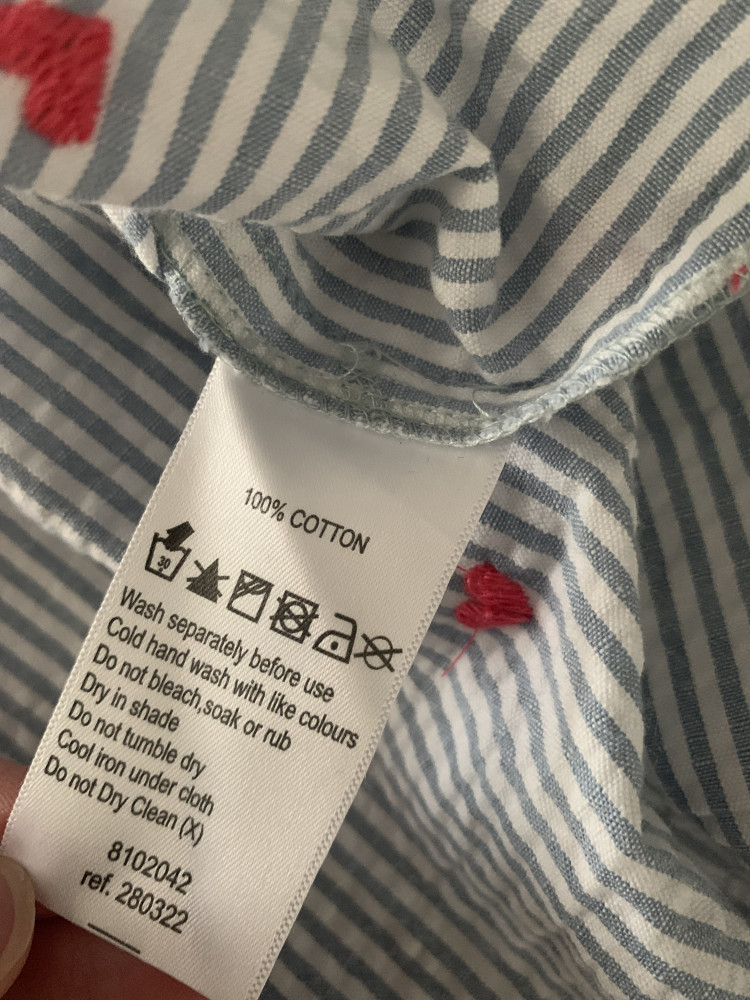 100% COTTON
30
Wash separately before use
Cold hand wash with like colours
Do not bleach,soak or rub
Dry in shade
Do not tumble dry
Cool iron under cloth
Do not Dry Clean (X)
8102042
ref. 280322